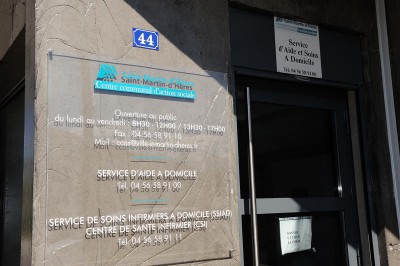 44
Saint-Martin-d'Hères
Centre communal d'action sociale
Ouverture au public
du lundi au vendredi : 8H30 - 12H00 / 13H30 - 17H00
Fax : 04 56 58 91 10
SERVICE D'AIDE A DOMICILE
Tél. 04 56 58 91 00
SERVICE DE SOINS INFIRMIERS A DOMICILE (SSIAD)
CENTRE DE SANTE INFIRMIER (CSI)
Tél. 04 56 58 91 11
Service
d'Aide et Soins
A Domicile